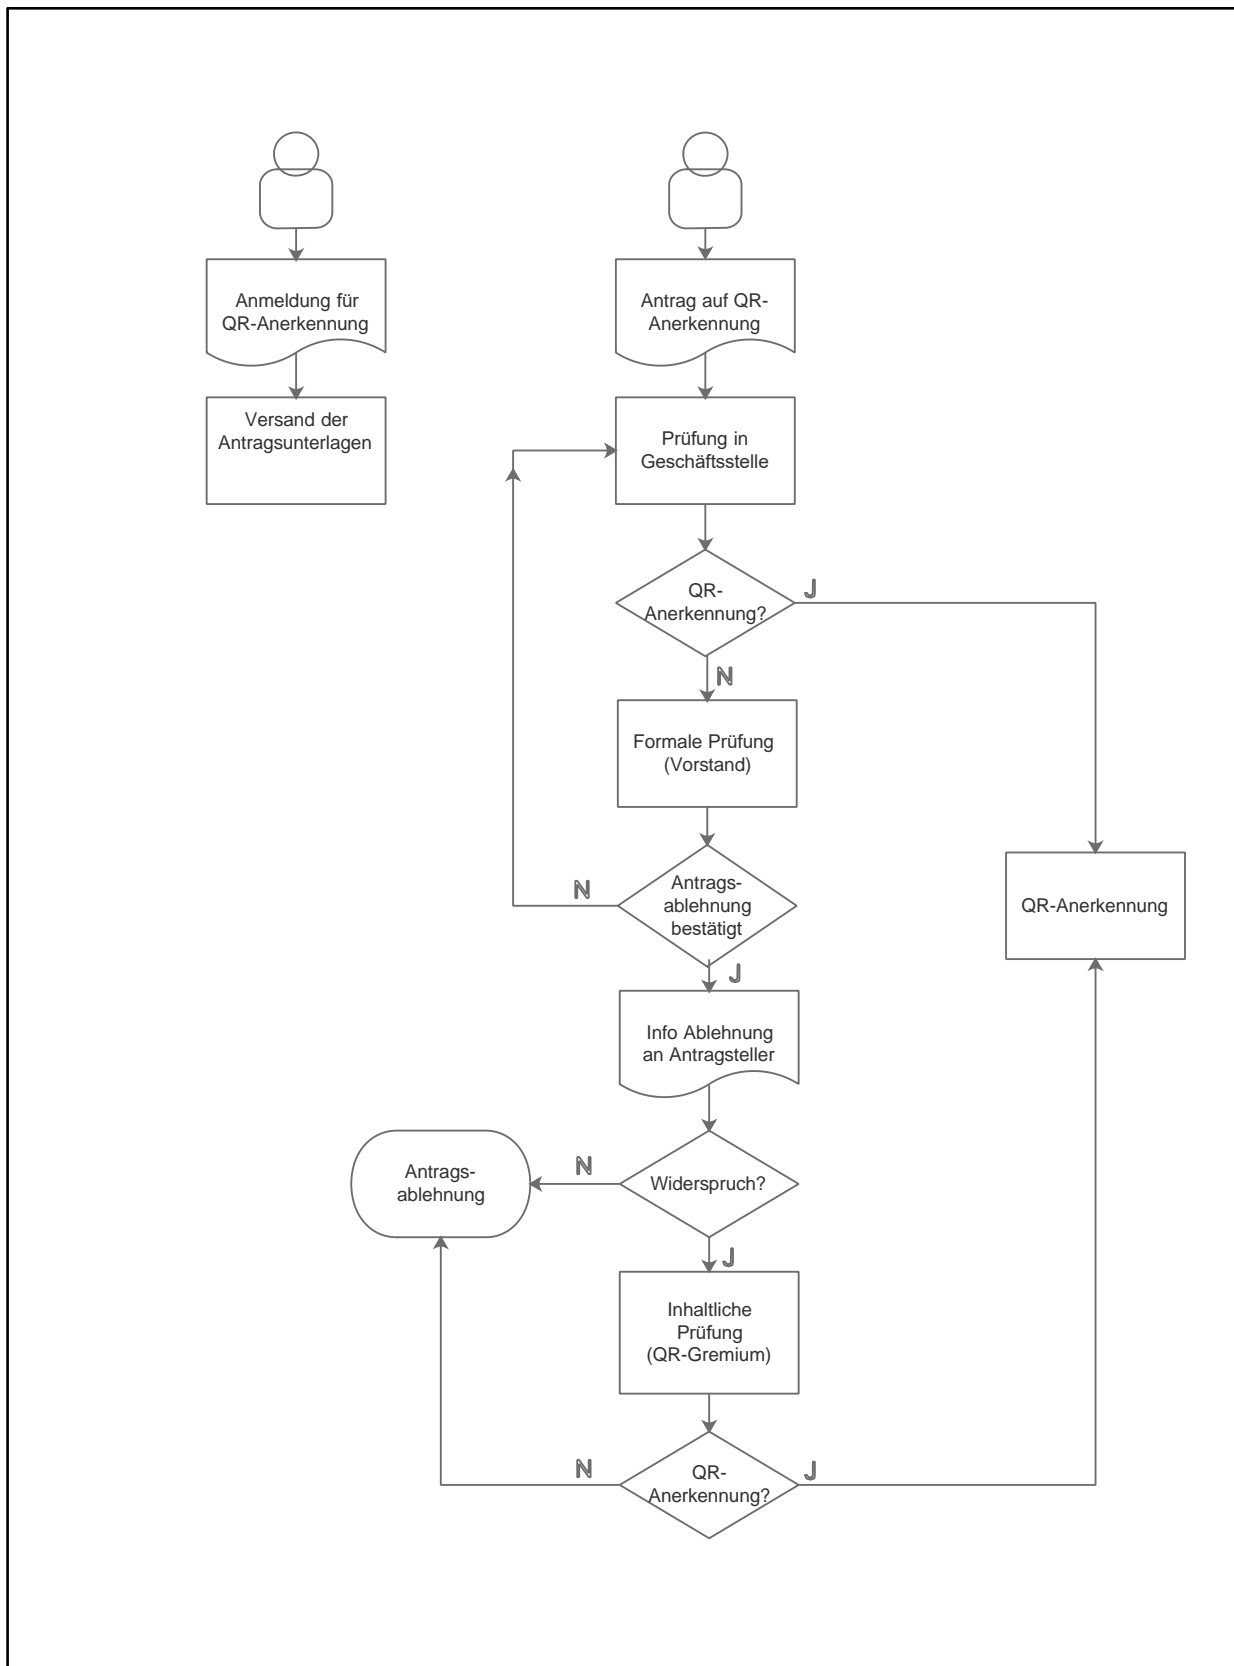 Anmeldung für
QR-Anerkennung
Versand der
Antragsunterlagen
Antrag auf QR-
Anerkennung
Prüfung in
Geschäftsstelle
QR-
Anerkennung?
J
N
Formale Prüfung
(Vorstand)
Antrags-
ablehnung
bestätigt
N
J
QR-Anerkennung
Info Ablehnung
an Antragsteller
Widerspruch?
N
J
Antrags-
ablehnung
Inhaltliche
Prüfung
(QR-Gremium)
QR-
Anerkennung?
N
J